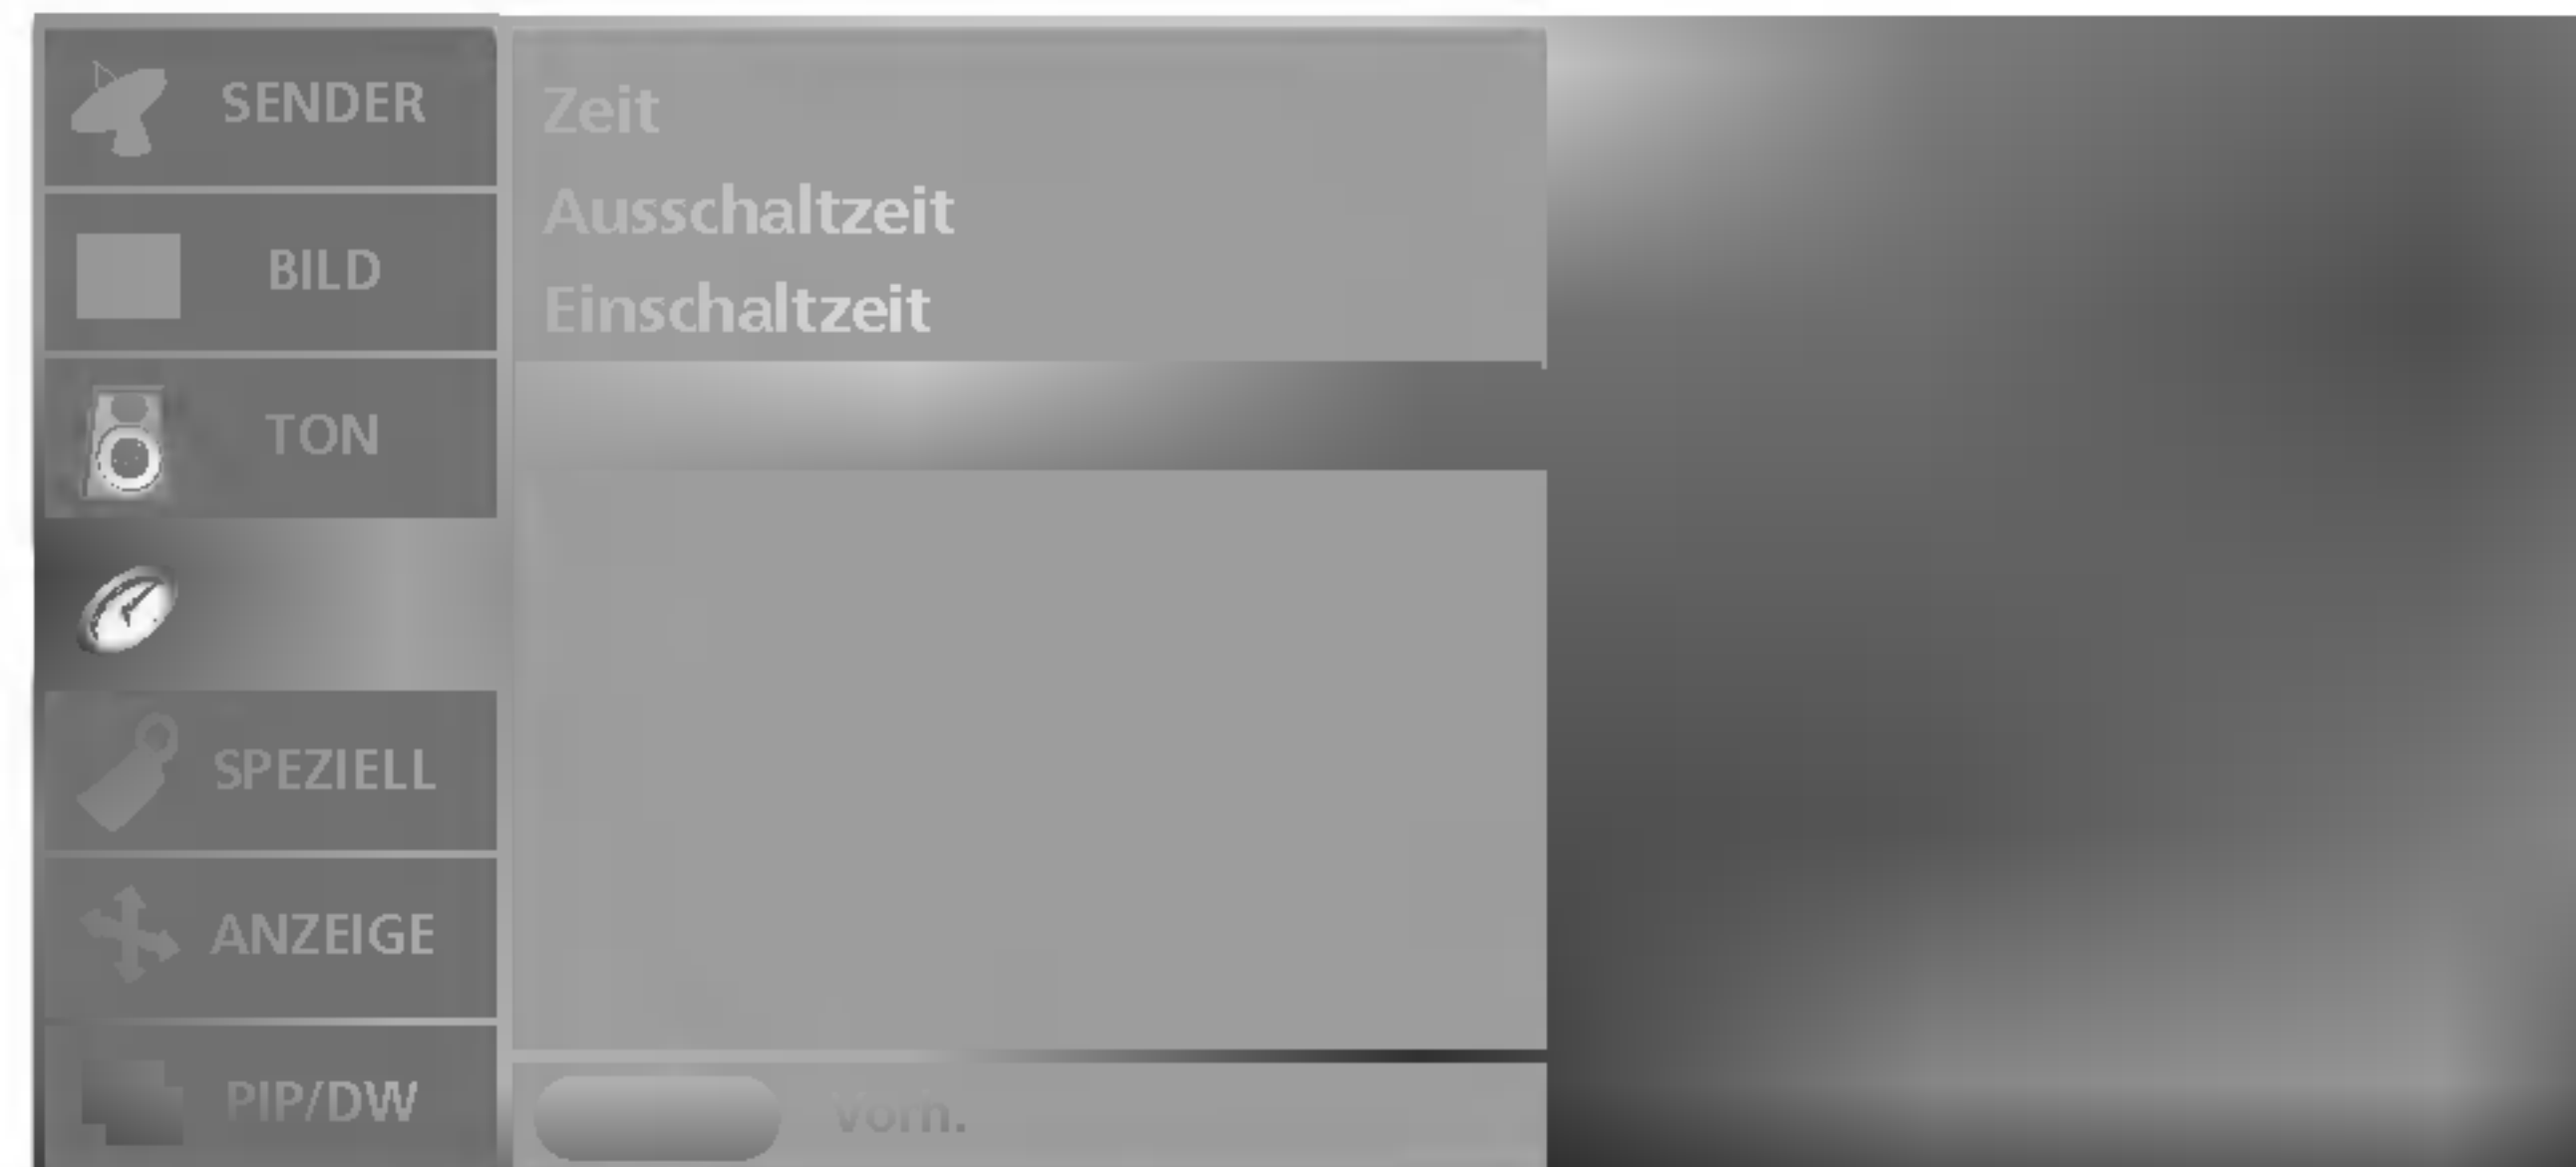 SENDER
BILD
TON
SPEZIELL
ANZEIGE
PIP/DW
Zeit
Ausschaltzeit
Einschaltzeit
Vorh.